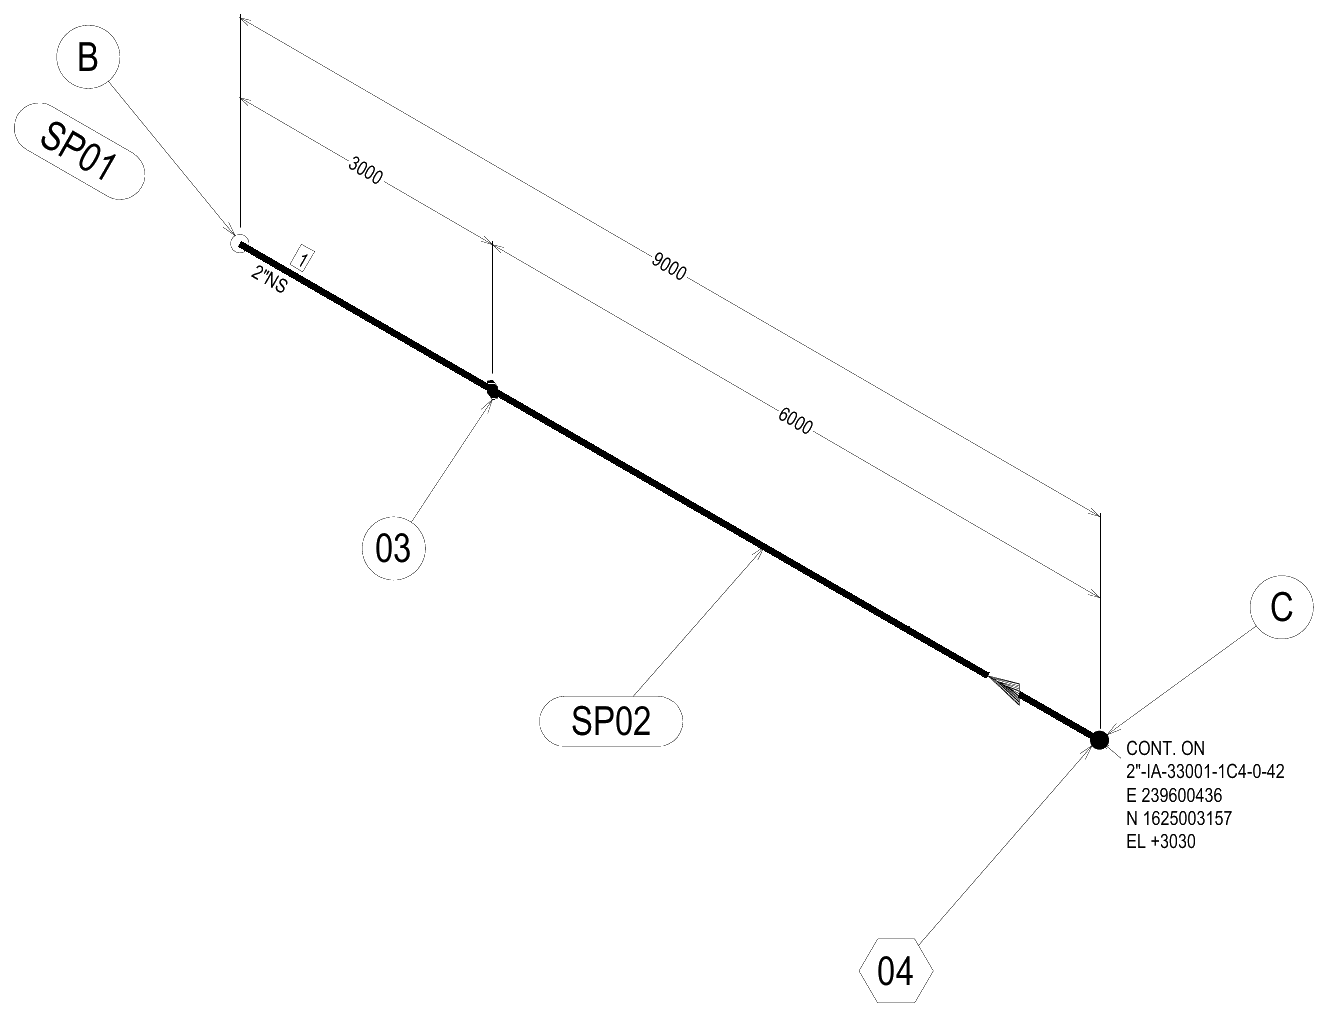 B
SP01
3000
9000
1
2"NS
6000
03
C
SP02
CONT. ON
2"-IA-33001-1C4-0-42
E 239600436
N 1625003157
EL +3030
04